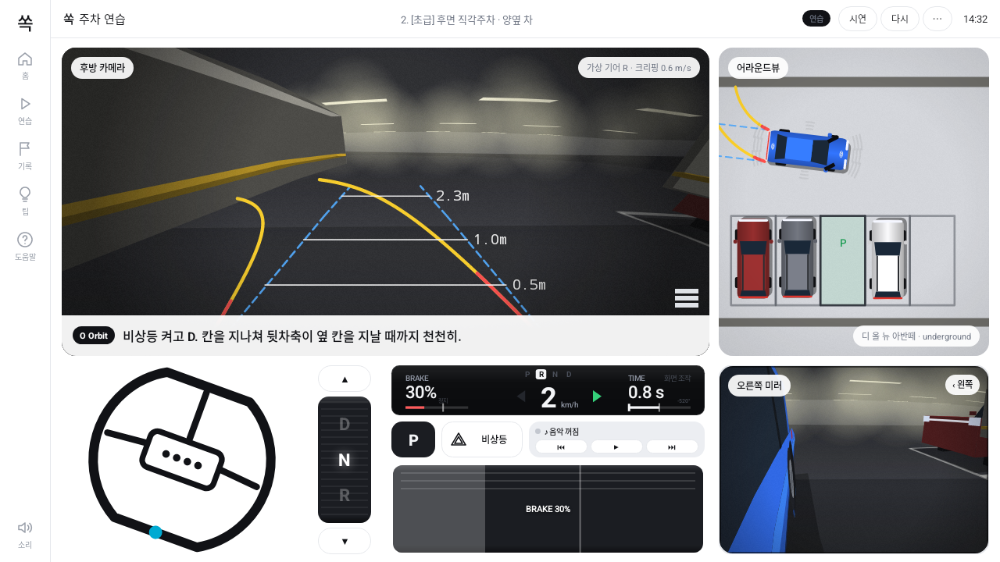 쏙
쏙 주차 연습
2. [초급] 후면 직각주차 · 양옆 차
연습
시연
다시
···
14:32
홈
연습
기록
팁
도움말
소리
후방 카메라
가상 기어 R · 크리핑 0.6 m/s
2.3m
1.0m
0.5m
O Orbit
비상등 켜고 D. 칸을 지나쳐 뒷차축이 옆 칸을 지날 때까지 천천히.
어라운드뷰
P
디 올 뉴 아반떼 · underground
D
N
R
BRAKE
30%
P R N D
2 km/h
TIME
화면 조작
0.8 s
P
비상등
♪ 음악 꺼짐
BRAKE 30%
오른쪽 미러
‹ 왼쪽